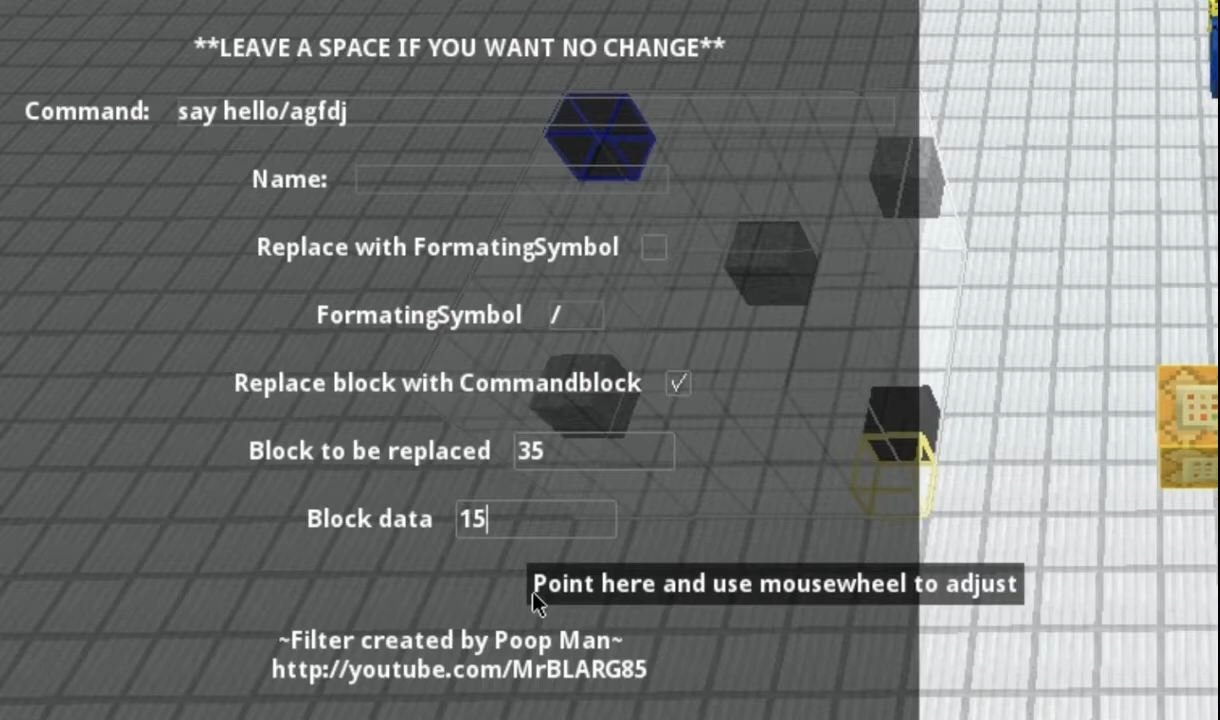 **LEAVE A SPACE IF YOU WANT NO CHANGE**
Command: say hello/agfdj
Name:
Replace with FormatingSymbol
FormatingSymbol /
Replace block with Commandblock
Block to be replaced 35
Block data 15
Point here and use mousewheel to adjust
~Filter created by Poop Man~
http://youtube.com/MrBLARG85